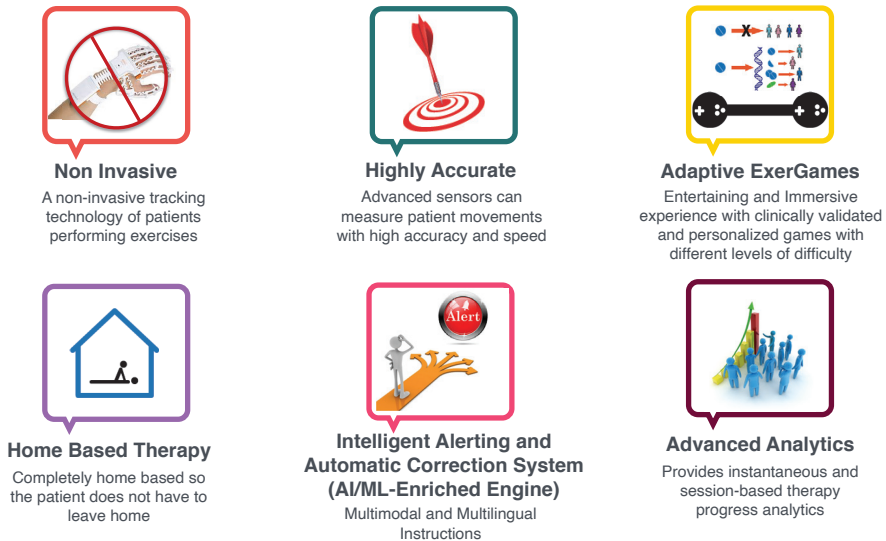 Non Invasive
A non-invasive tracking
technology of patients
performing exercises
Highly Accurate
Advanced sensors can
measure patient movements
with high accuracy and speed
X
Adaptive ExerGames
Entertaining and Immersive
experience with clinically validated
and personalized games with
different levels of difficulty
Home Based Therapy
Completely home based so
the patient does not have to
leave home
Alert
Intelligent Alerting and
Automatic Correction System
(AI/ML-Enriched Engine)
Multimodal and Multilingual
Instructions
Advanced Analytics
Provides instantaneous and
session-based therapy
progress analytics